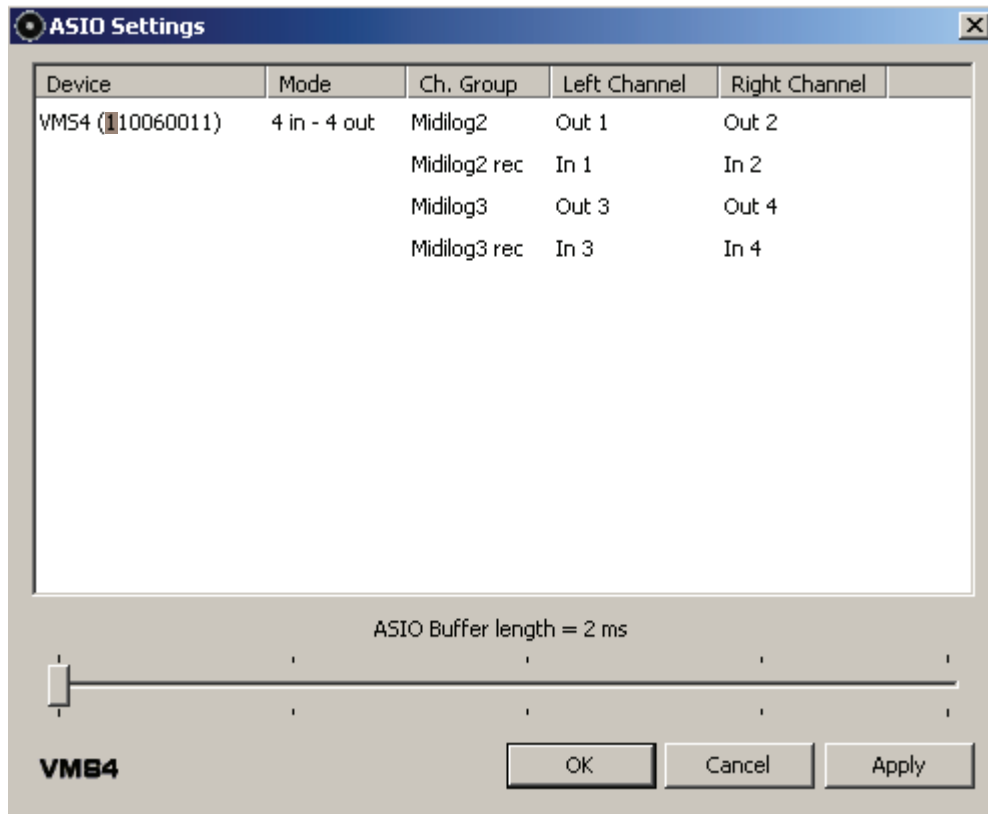 ASIO Settings
Device Mode Ch. Group Left Channel Right Channel
VMS4 (110060011) 4 in - 4 out Midilog2 Out 1 Out 2
Midilog2 rec In 1 In 2
Midilog3 Out 3 Out 4
Midilog3 rec In 3 In 4
ASIO Buffer length = 2 ms
VMS4 OK Cancel Apply